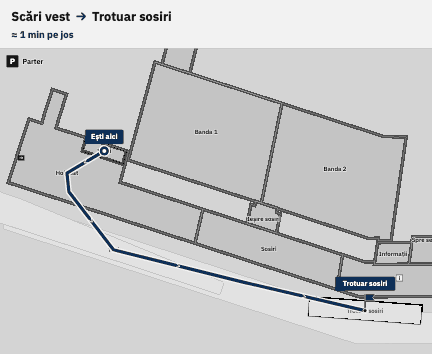 Scări vest → Trotuar sosiri
≈ 1 min pe jos
P Parter
Banda 1
Ești aici
Banda 2
Ieșire sosiri
Sosiri
Informații
Trotuar sosiri